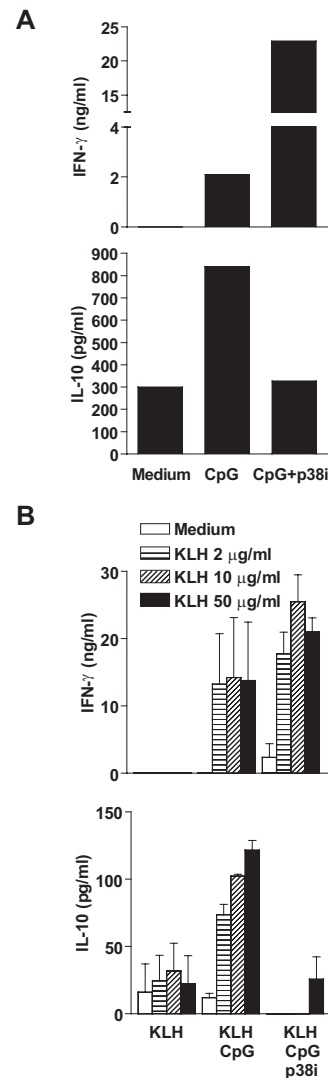 A
25
20
15
4
2
0
IFN-γ (ng/ml)
900
800
700
600
500
400
300
200
100
0
IL-10 (pg/ml)
Medium CpG CpG+p38i
B
Medium
KLH 2 µg/ml
KLH 10 µg/ml
KLH 50 µg/ml
30
20
10
0
IFN-γ (ng/ml)
150
100
50
0
IL-10 (pg/ml)
KLH KLH KLH
CpG CpG
p38i